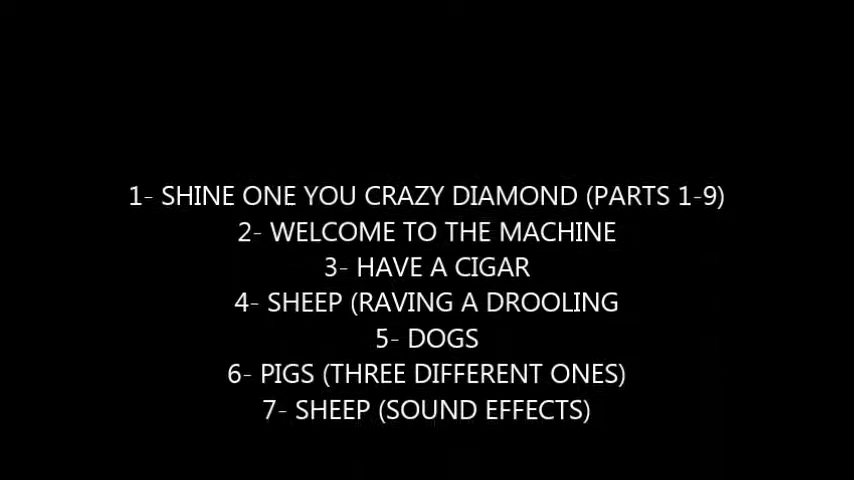 1- SHINE ONE YOU CRAZY DIAMOND (PARTS 1-9)
2- WELCOME TO THE MACHINE
3- HAVE A CIGAR
4- SHEEP (RAVING A DROOLING
5- DOGS
6- PIGS (THREE DIFFERENT ONES)
7- SHEEP (SOUND EFFECTS)